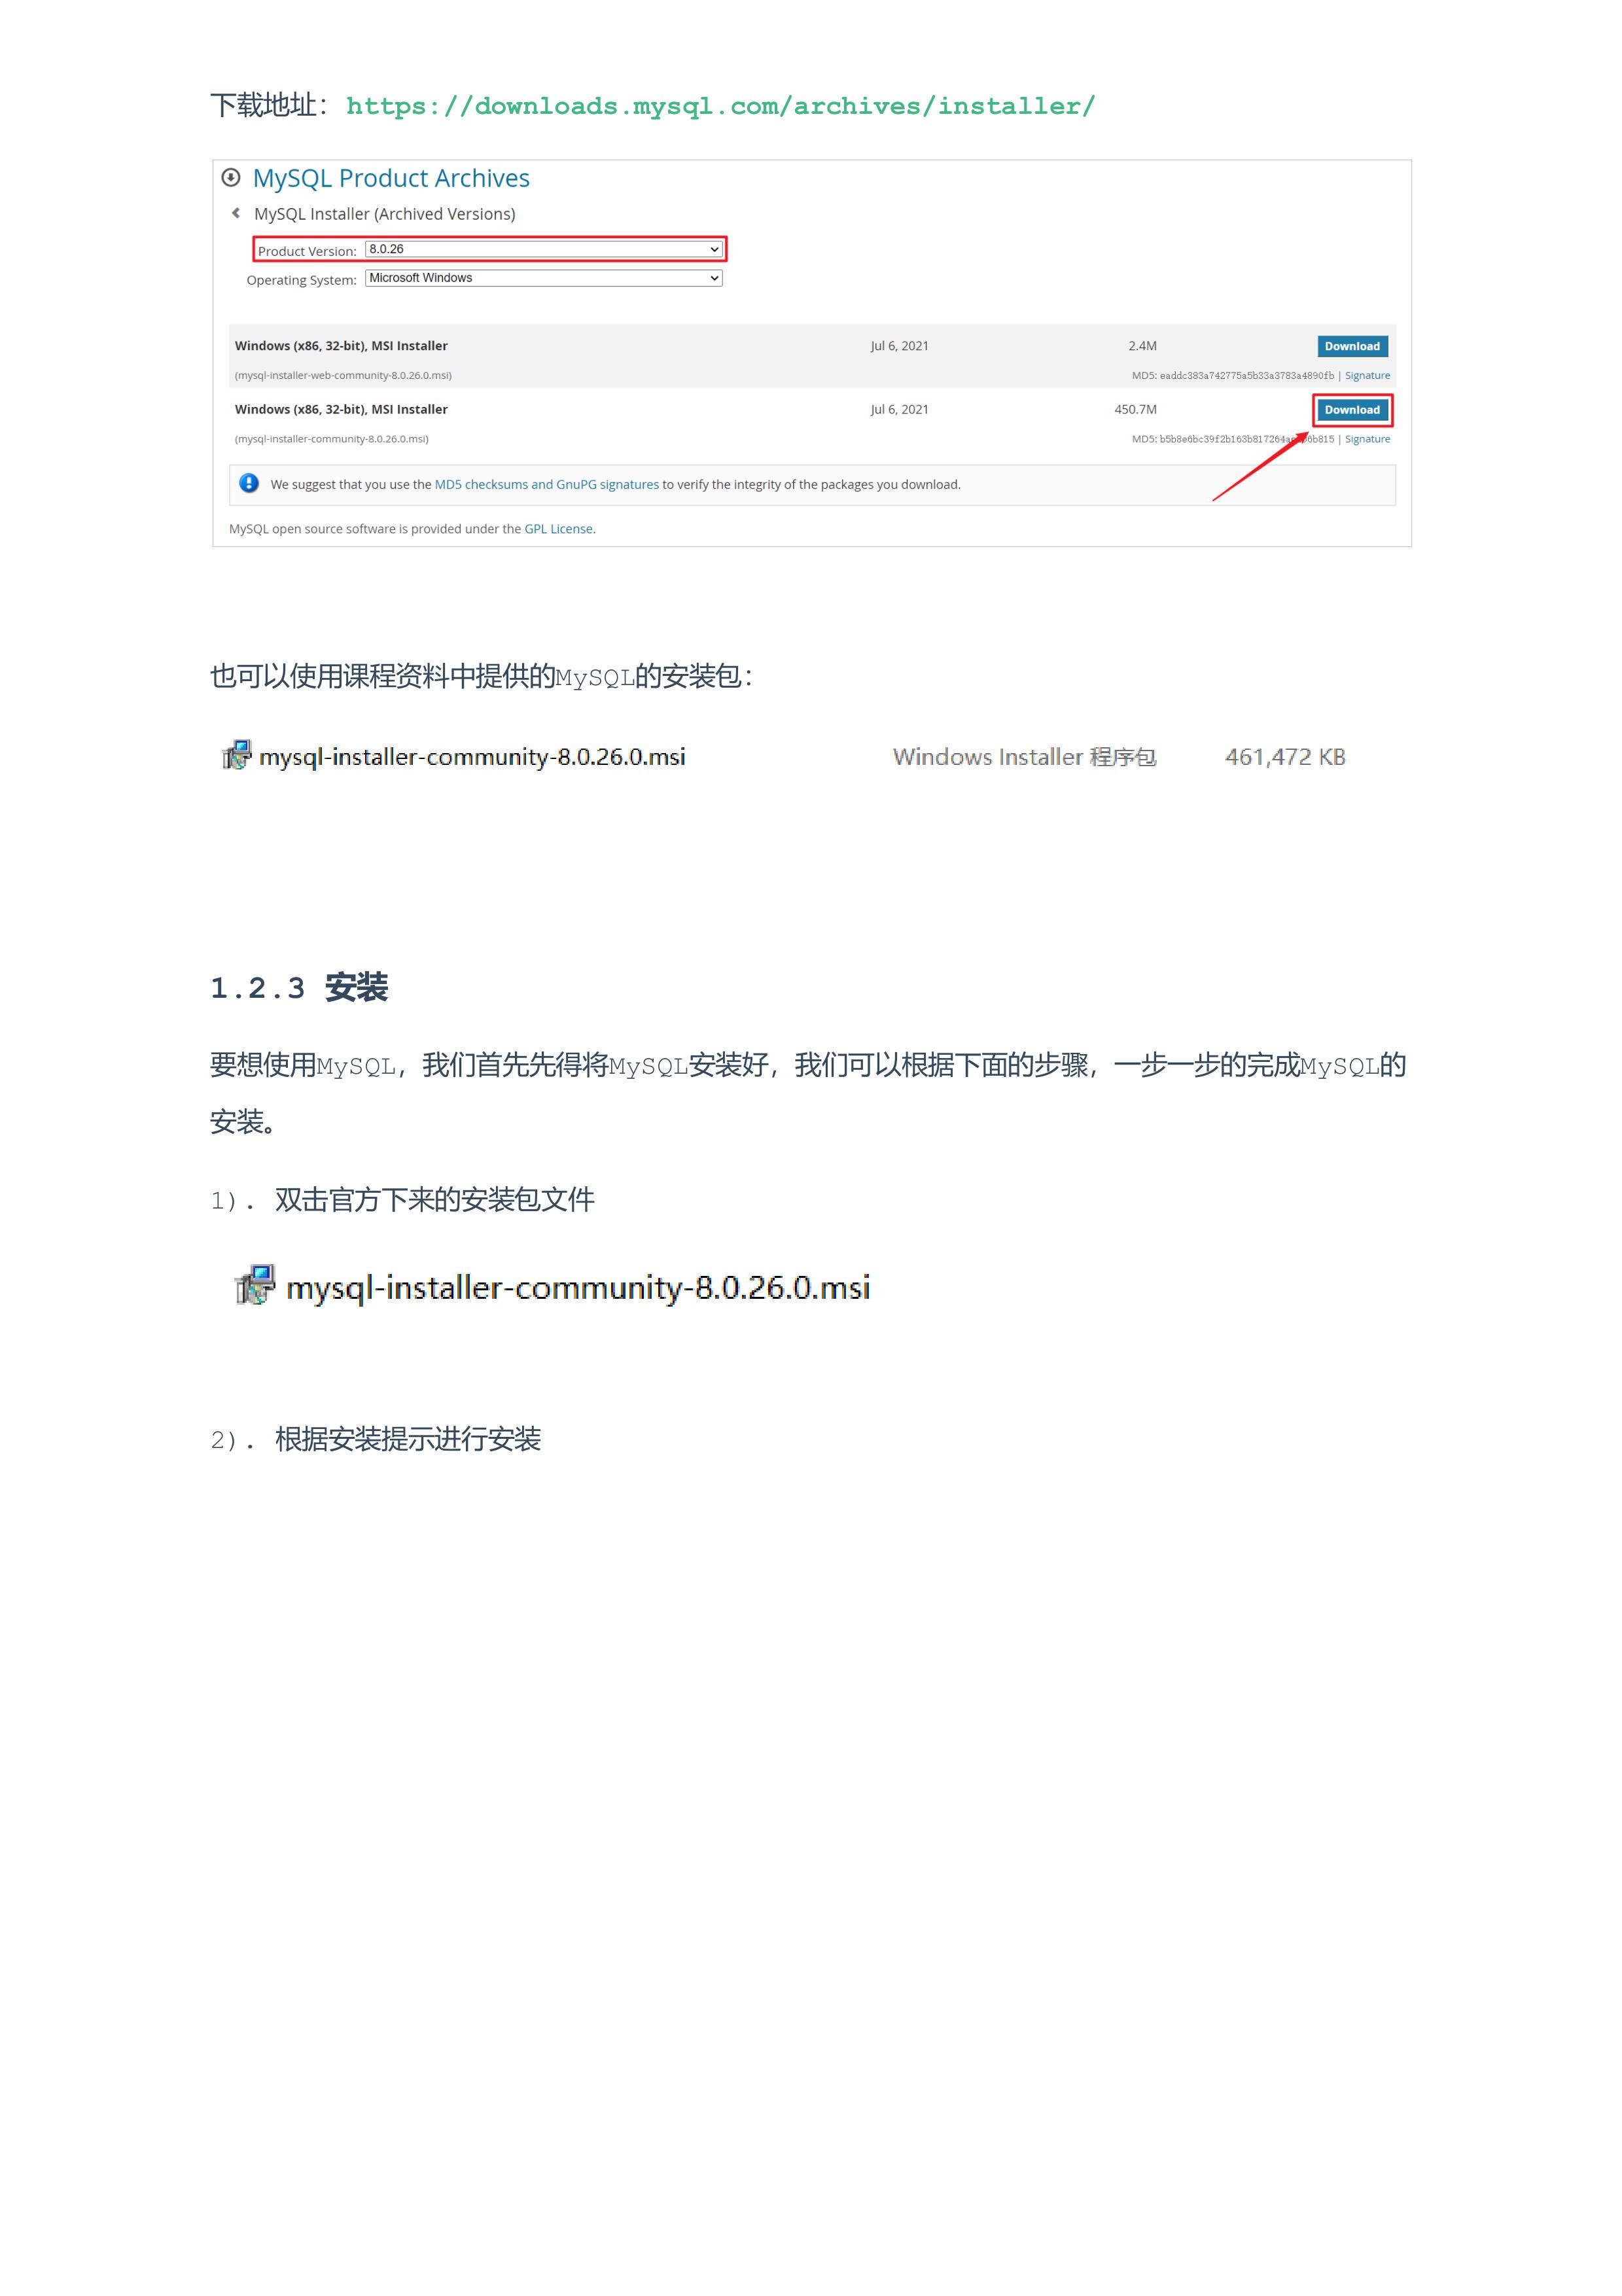 下载地址：https://downloads.mysql.com/archives/installer/
MySQL Product Archives
MySQL Installer (Archived Versions)
Product Version: 8.0.26
Operating System: Microsoft Windows
Windows (x86, 32-bit), MSI Installer Jul 6, 2021 2.4M Download
(mysql-installer-web-community-8.0.26.0.msi) MD5: eaddc383a742775a5b33a3783a4890fb | Signature
Windows (x86, 32-bit), MSI Installer Jul 6, 2021 450.7M Download
(mysql-installer-community-8.0.26.0.msi) MD5: | Signature
We suggest that you use the MD5 checksums and GnuPG signatures to verify the integrity of the packages you download.
MySQL open source software is provided under the GPL License.
也可以使用课程资料中提供的MySQL的安装包：
mysql-installer-community-8.0.26.0.msi Windows Installer 程序包 461,472 KB
1.2.3 安装
要想使用MySQL，我们首先先得将MySQL安装好，我们可以根据下面的步骤，一步一步的完成MySQL的
安装。
1). 双击官方下来的安装包文件
mysql-installer-community-8.0.26.0.msi
2). 根据安装提示进行安装